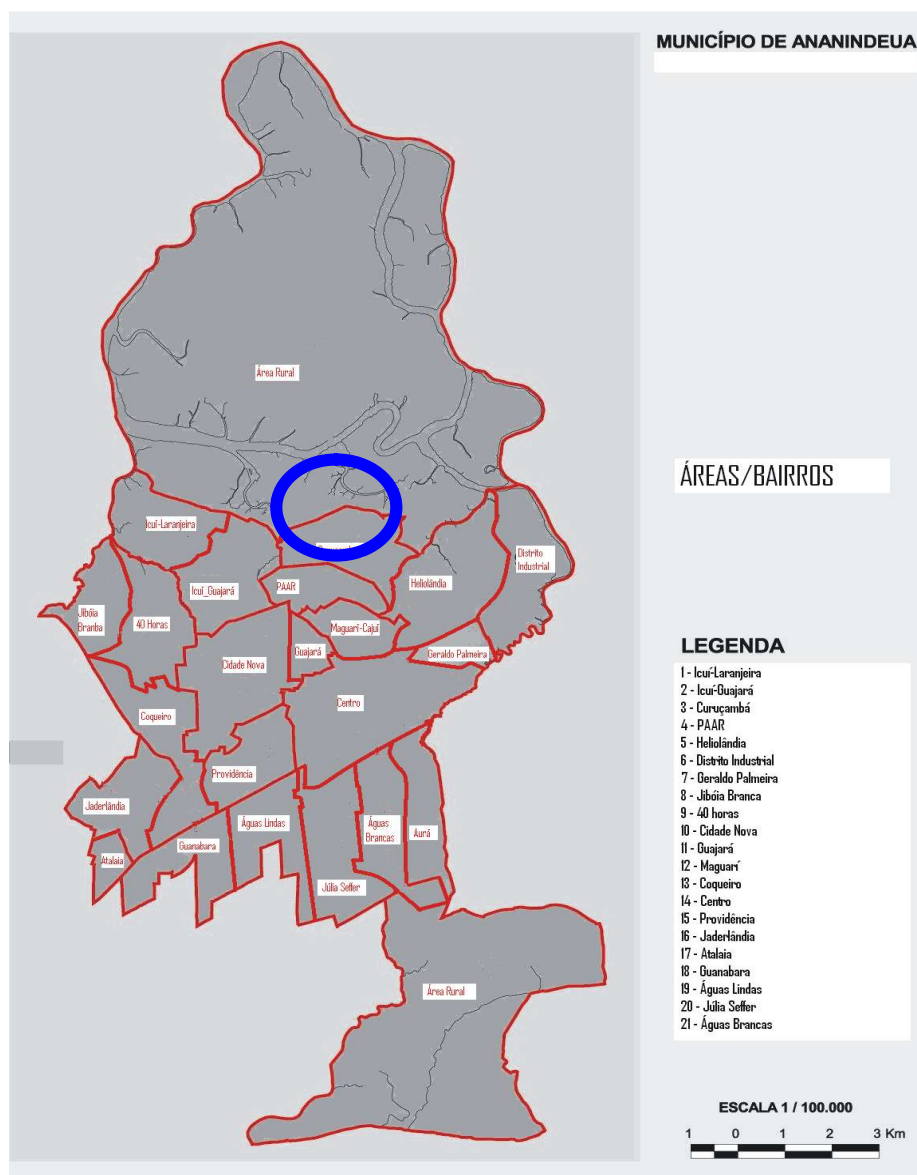 MUNICÍPIO DE ANANINDEUA
Área Rural
ÁREAS/BAIRROS
Icuí-Laranjeira
Distrito
Industrial
Icuí_Guajará
PAAR
Heliolândia
Jibóia
Branba
40 Horas
Maguari-Cajuí
Guajará
Geraldo Palmeira
Cidade Nova
Centro
Coqueiro
Providência
Jaderlândia
Águas Lindas
Águas
Brancas
Aurá
Guanabara
Atalaia
Júlia Seffer
Área Rural
LEGENDA
1 - Icuí-Laranjeira
2 - Icuí-Guajará
3 - Curuçambá
4 - PAAR
5 - Heliolândia
6 - Distrito Industrial
7 - Geraldo Palmeira
8 - Jibóia Branca
9 - 40 horas
10 - Cidade Nova
11 - Guajará
12 - Maguarí
13 - Coqueiro
14 - Centro
15 - Providência
16 - Jaderlândia
17 - Atalaia
18 - Guanabara
19 - Águas Lindas
20 - Júlia Seffer
21 - Águas Brancas
ESCALA 1 / 100.000
1 0 1 2 3 Km